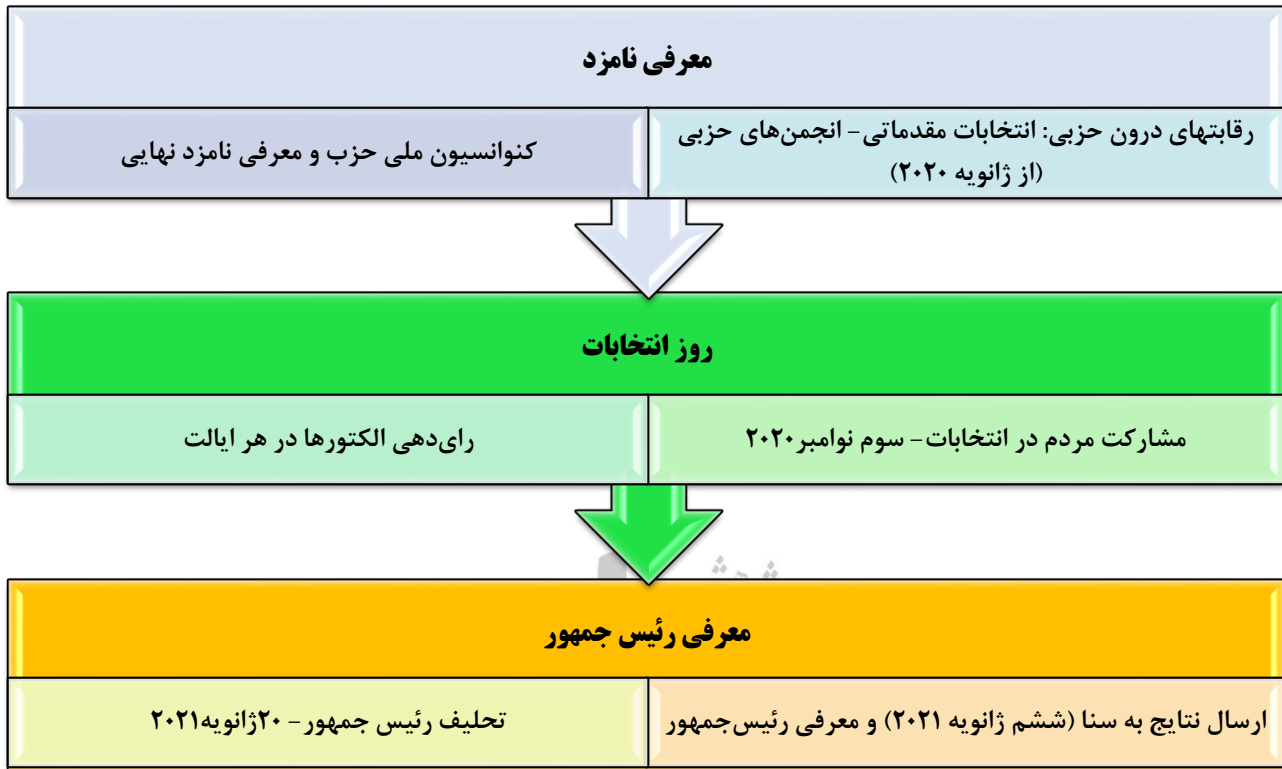 معرفی نامزد
رقابتهای درون حزبی: انتخابات مقدماتی- انجمن‌های حزبی
(از ژانویه ۲۰۲۰)
کنوانسیون ملی حزب و معرفی نامزد نهایی
روز انتخابات
مشارکت مردم در انتخابات- سوم نوامبر۲۰۲۰
رای‌دهی الکتورها در هر ایالت
معرفی رئیس جمهور
ارسال نتایج به سنا (ششم ژانویه ۲۰۲۱) و معرفی رئیس‌جمهور
تحلیف رئیس جمهور- ۲۰ژانویه۲۰۲۱